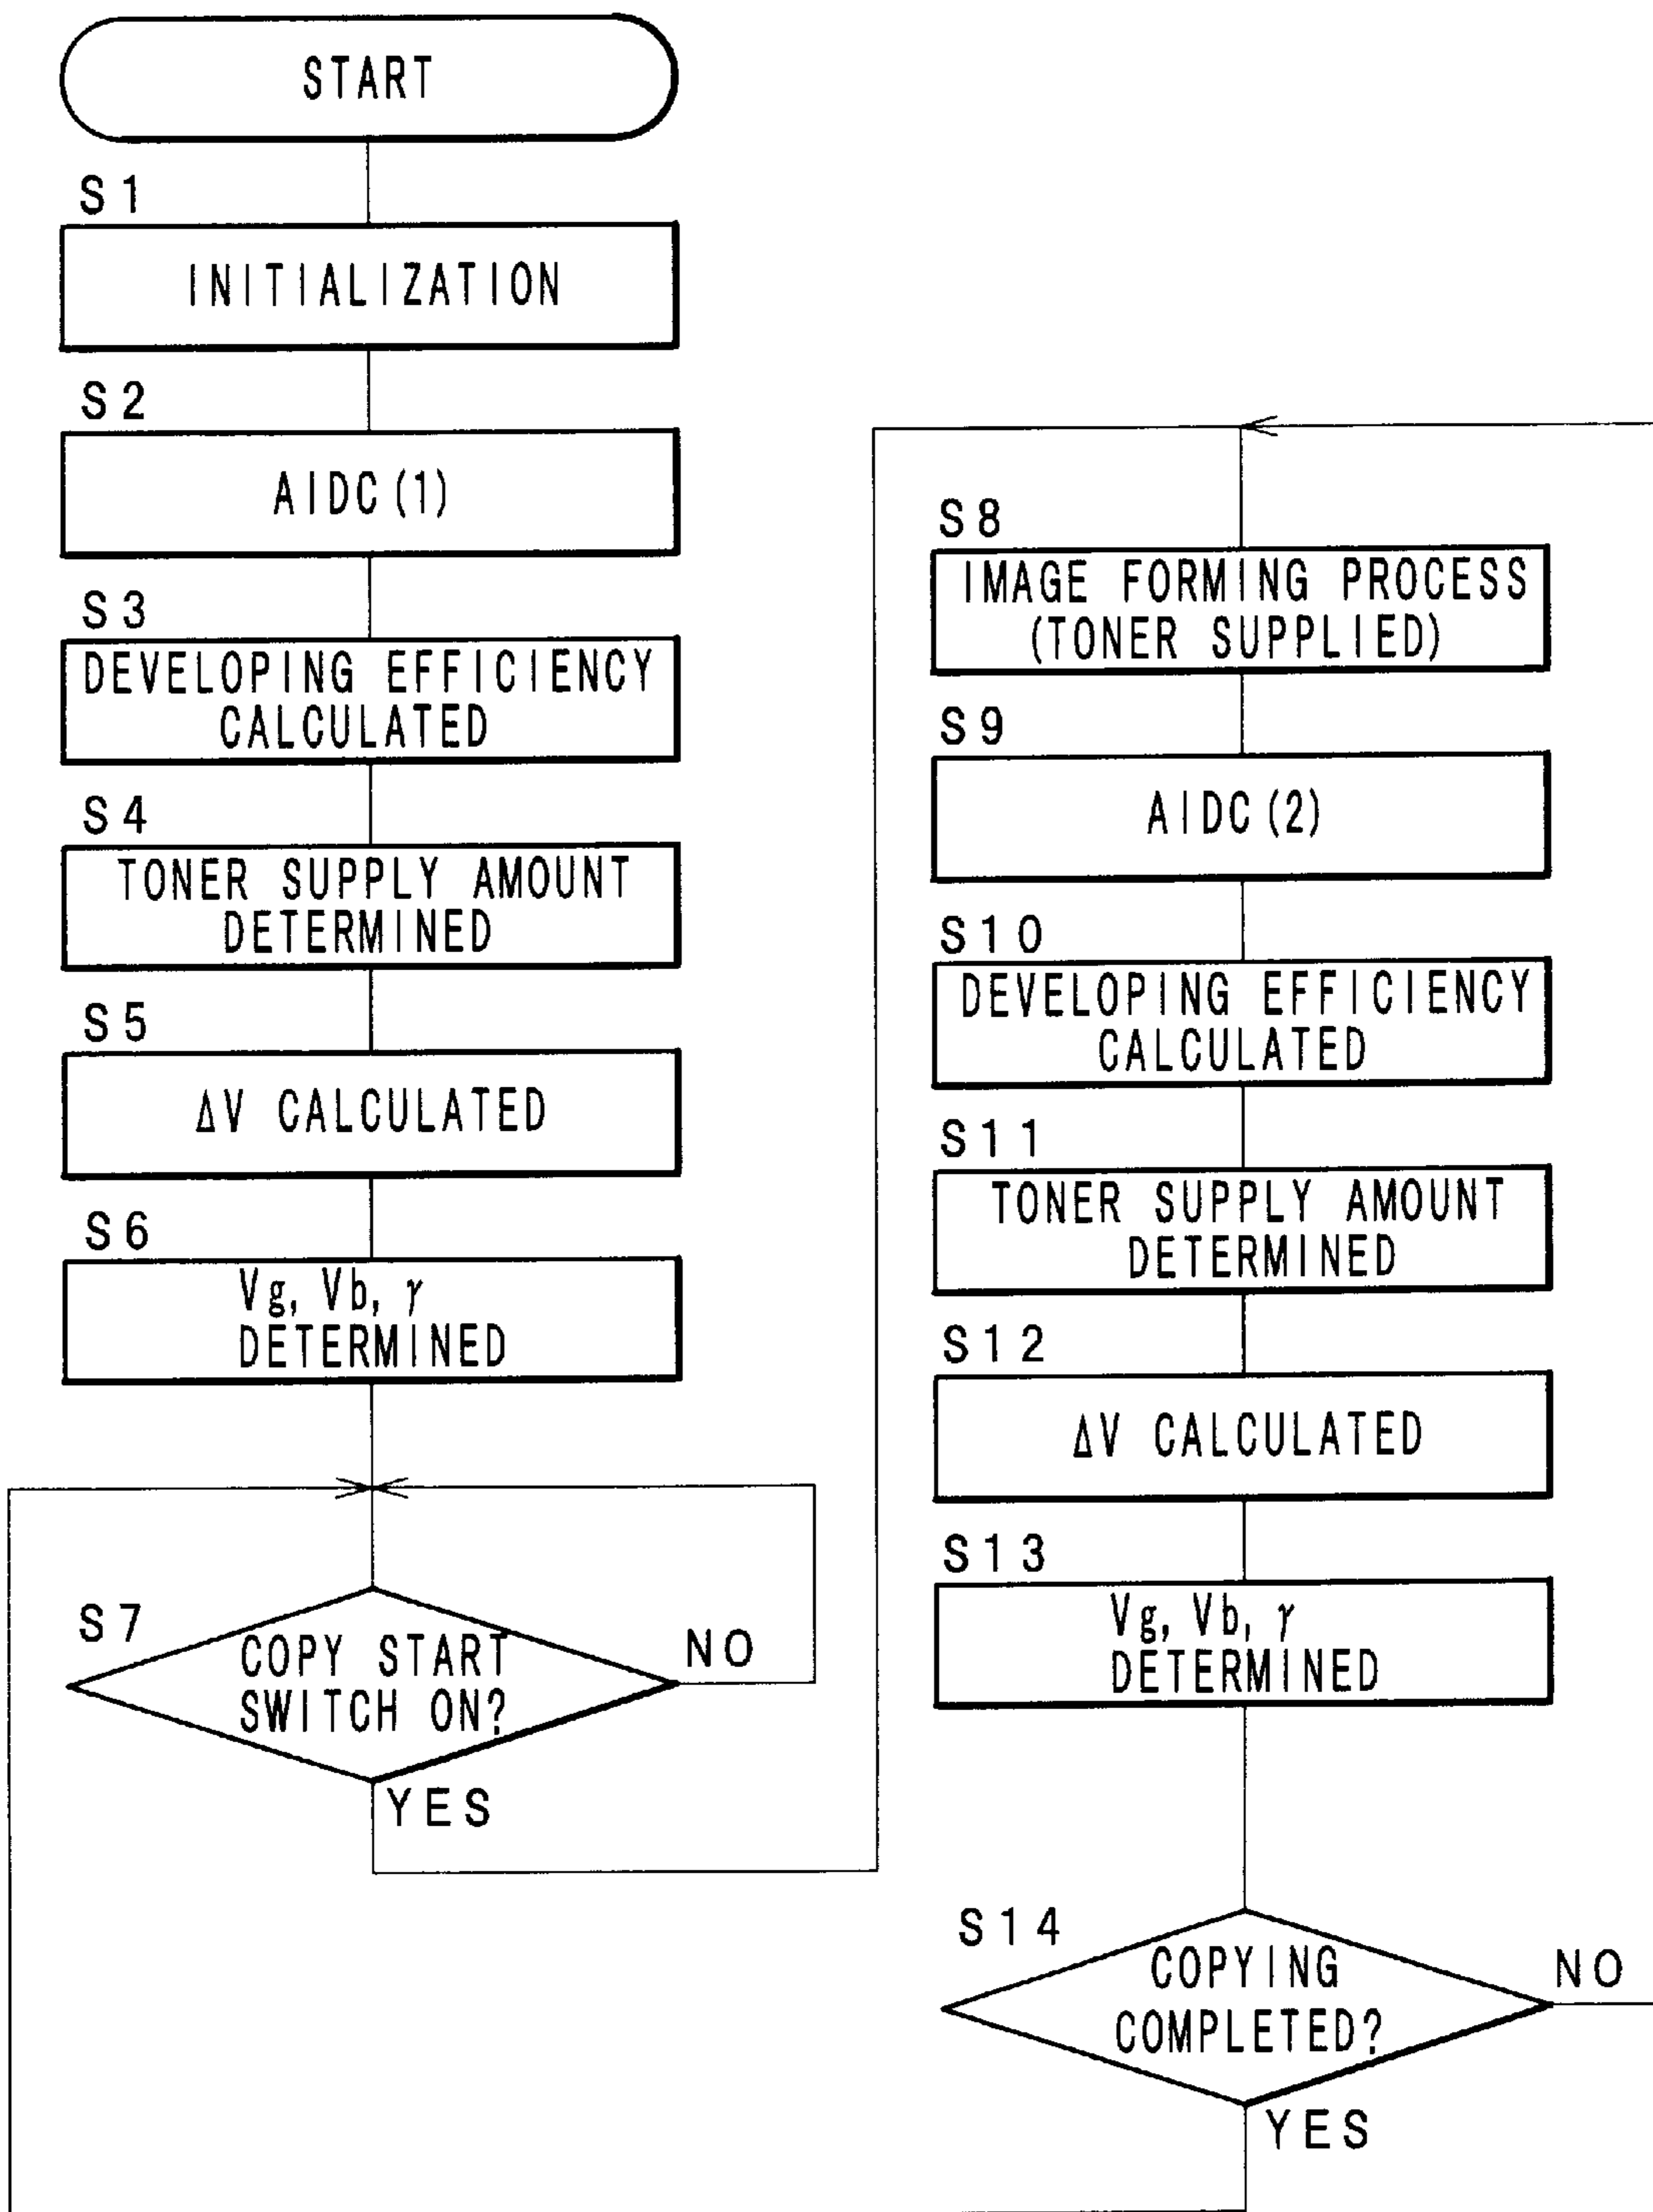 START
S1
INITIALIZATION
S2
AIDC(1)
S3
DEVELOPING EFFICIENCY
CALCULATED
S4
TONER SUPPLY AMOUNT
DETERMINED
S5
ΔV CALCULATED
S6
Vg, Vb, γ
DETERMINED
S7
COPY START
SWITCH ON?
NO
YES
S8
IMAGE FORMING PROCESS
(TONER SUPPLIED)
S9
AIDC(2)
S10
DEVELOPING EFFICIENCY
CALCULATED
S11
TONER SUPPLY AMOUNT
DETERMINED
S12
ΔV CALCULATED
S13
Vg, Vb, γ
DETERMINED
S14
COPYING
COMPLETED?
NO
YES